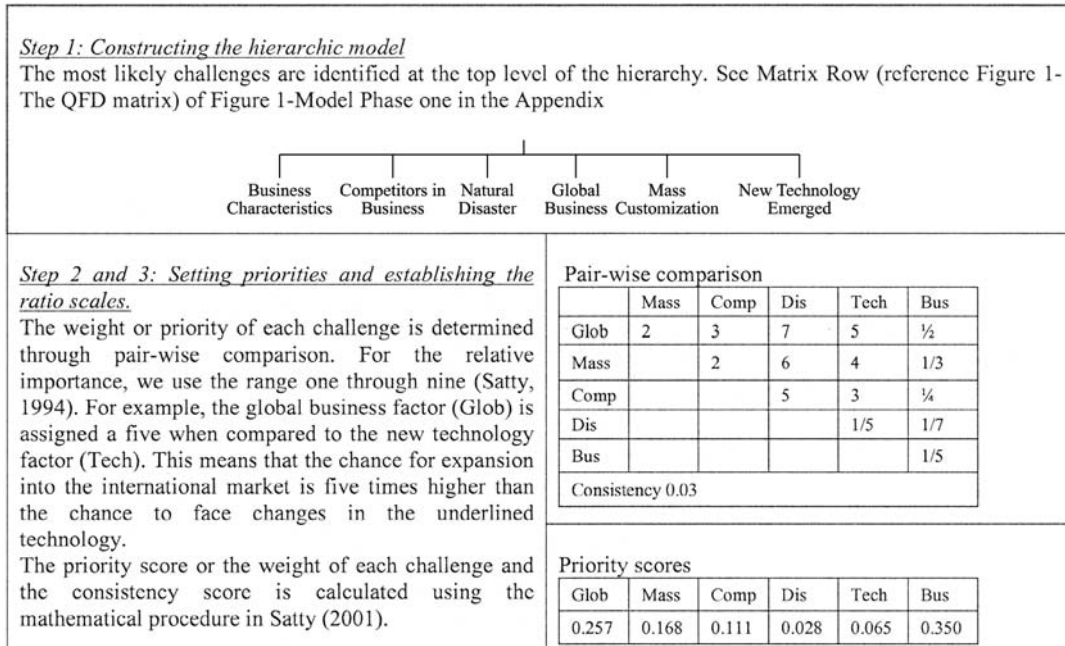 Step 1: Constructing the hierarchic model
The most likely challenges are identified at the top level of the hierarchy. See Matrix Row (reference Figure 1-
The QFD matrix) of Figure 1-Model Phase one in the Appendix
Business Competitors in Natural Global Mass New Technology
Characteristics Business Disaster Business Customization Emerged
Step 2 and 3: Setting priorities and establishing the
ratio scales.
The weight or priority of each challenge is determined
through pair-wise comparison. For the relative
importance, we use the range one through nine (Satty,
1994). For example, the global business factor (Glob) is
assigned a five when compared to the new technology
factor (Tech). This means that the chance for expansion
into the international market is five times higher than
the chance to face changes in the underlined
technology.
The priority score or the weight of each challenge and
the consistency score is calculated using the
mathematical procedure in Satty (2001).
Pair-wise comparison
Mass Comp Dis Tech Bus
Glob 2 3 7 5 ½
Mass 2 6 4 1/3
Comp 5 3 ¼
Dis 1/5 1/7
Bus 1/5
Consistency 0.03
Priority scores
Glob Mass Comp Dis Tech Bus
0.257 0.168 0.111 0.028 0.065 0.350